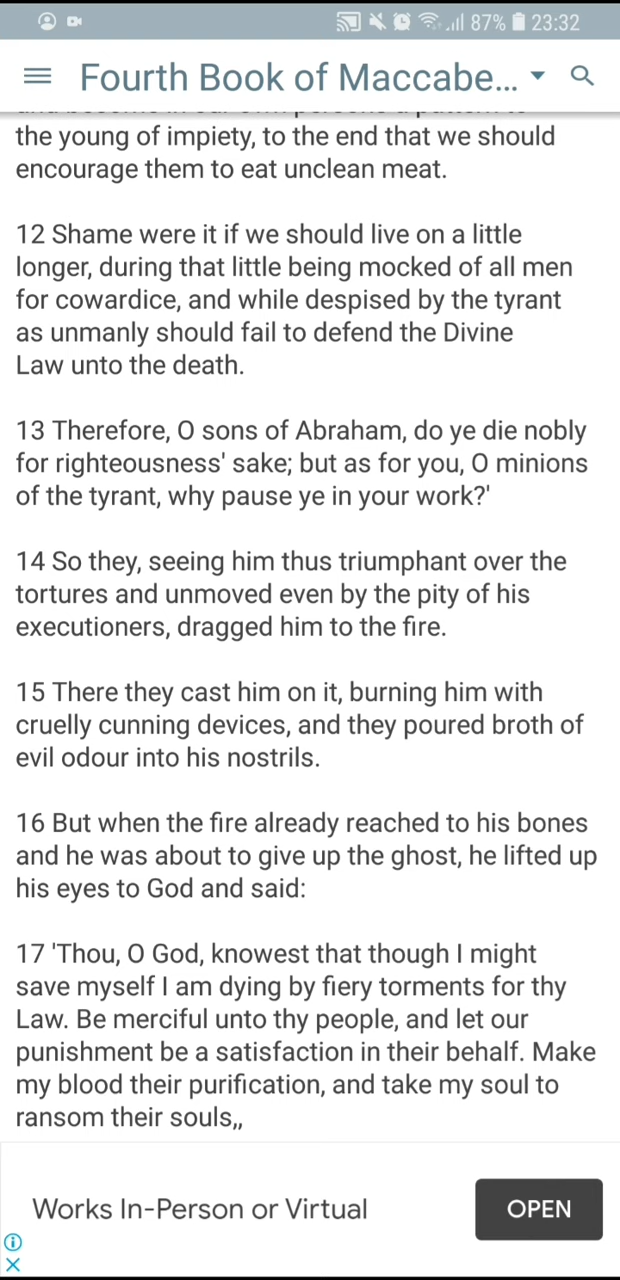 87% 23:32
Fourth Book of Maccabe...
the young of impiety, to the end that we should
encourage them to eat unclean meat.
12 Shame were it if we should live on a little
longer, during that little being mocked of all men
for cowardice, and while despised by the tyrant
as unmanly should fail to defend the Divine
Law unto the death.
13 Therefore, O sons of Abraham, do ye die nobly
for righteousness' sake; but as for you, O minions
of the tyrant, why pause ye in your work?'
14 So they, seeing him thus triumphant over the
tortures and unmoved even by the pity of his
executioners, dragged him to the fire.
15 There they cast him on it, burning him with
cruelly cunning devices, and they poured broth of
evil odour into his nostrils.
16 But when the fire already reached to his bones
and he was about to give up the ghost, he lifted up
his eyes to God and said:
17 'Thou, O God, knowest that though I might
save myself I am dying by fiery torments for thy
Law. Be merciful unto thy people, and let our
punishment be a satisfaction in their behalf. Make
my blood their purification, and take my soul to
ransom their souls,,
Works In-Person or Virtual
OPEN